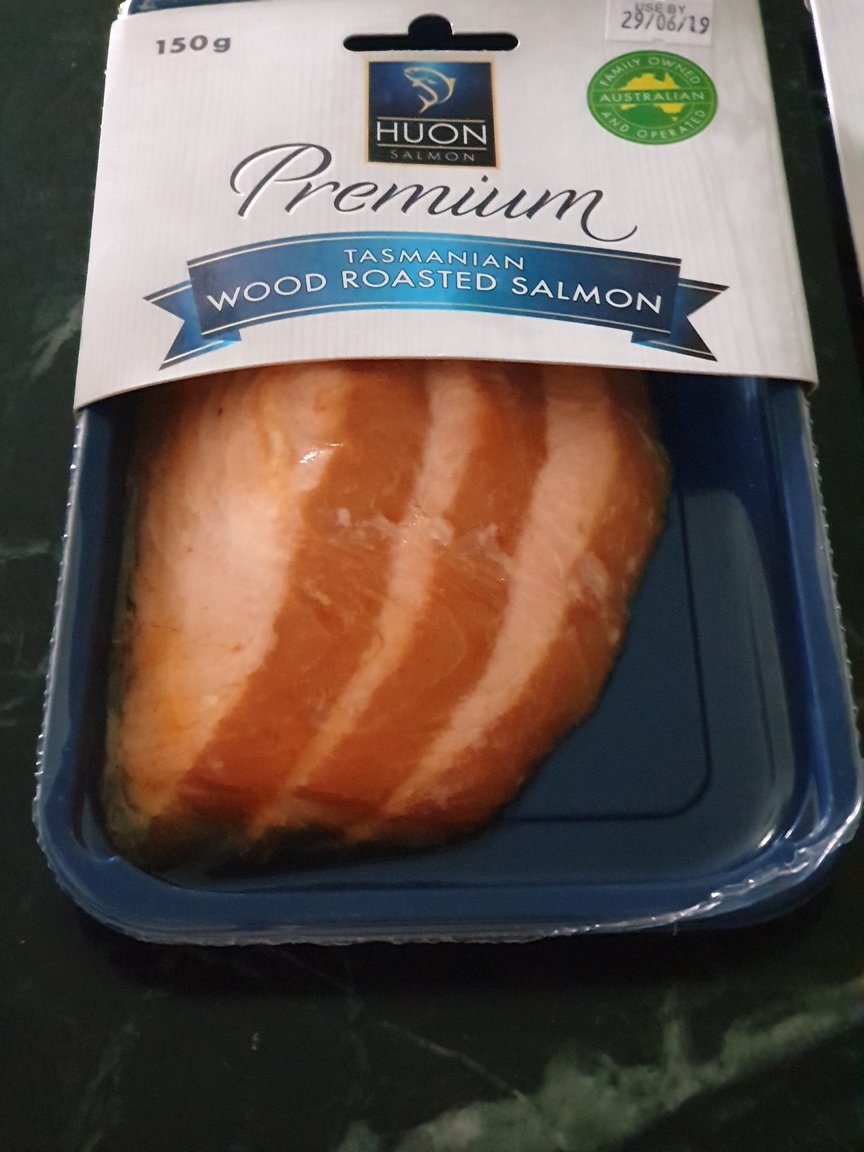 150g
USE BY
29/06/19
HUON
SALMON
FAMILY OWNED
AUSTRALIAN
AND OPERATED
Premium
TASMANIAN
WOOD ROASTED SALMON